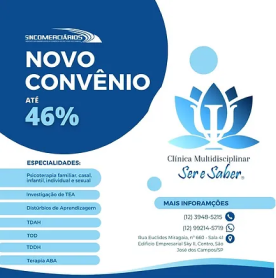 SINCOMERCIÁRIOS
NOVO
CONVÊNIO
ATÉ
46%
Clínica Multidisciplinar
Ser e Saber
ESPECIALIDADES:
Psicoterapia familiar, casal,
infantil, individual e sexual
Investigação de TEA
Distúrbios de Aprendizagem
TDAH
TOD
TDDH
Terapia ABA
MAIS INFORAMÇÕES
(12) 3948-5215
(12) 99214-5719
Rua Euclides Miragaia, nº 660 - Sala 41
Edifício Empresarial Sky II, Centro, São
José dos Campos/SP